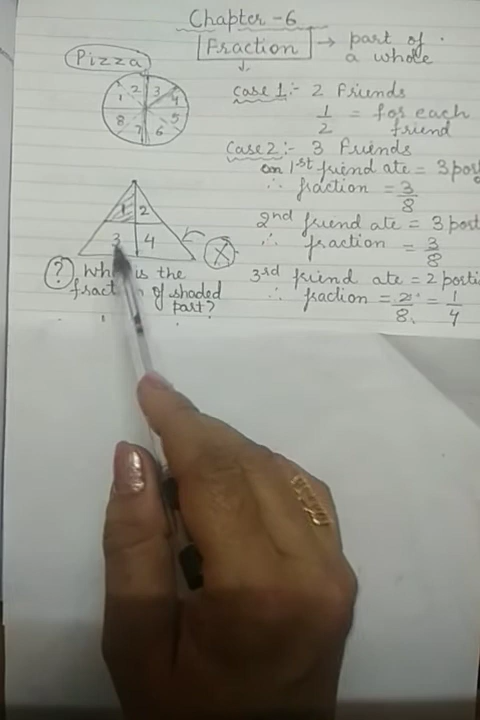 Chapter - 6
Fraction → part of a whole
Pizza
1 2 3 4 5 6 7 8
Case 1:- 2 Friends
1/2 = for each friend
Case 2:- 3 Friends
1st friend ate = 3
∴ fraction = 3/8
2nd friend ate = 3
∴ fraction = 3/8
3rd friend ate = 2
∴ fraction = 2/8 = 1/4
1 2
3 4
X
? is the
of shaded
part?